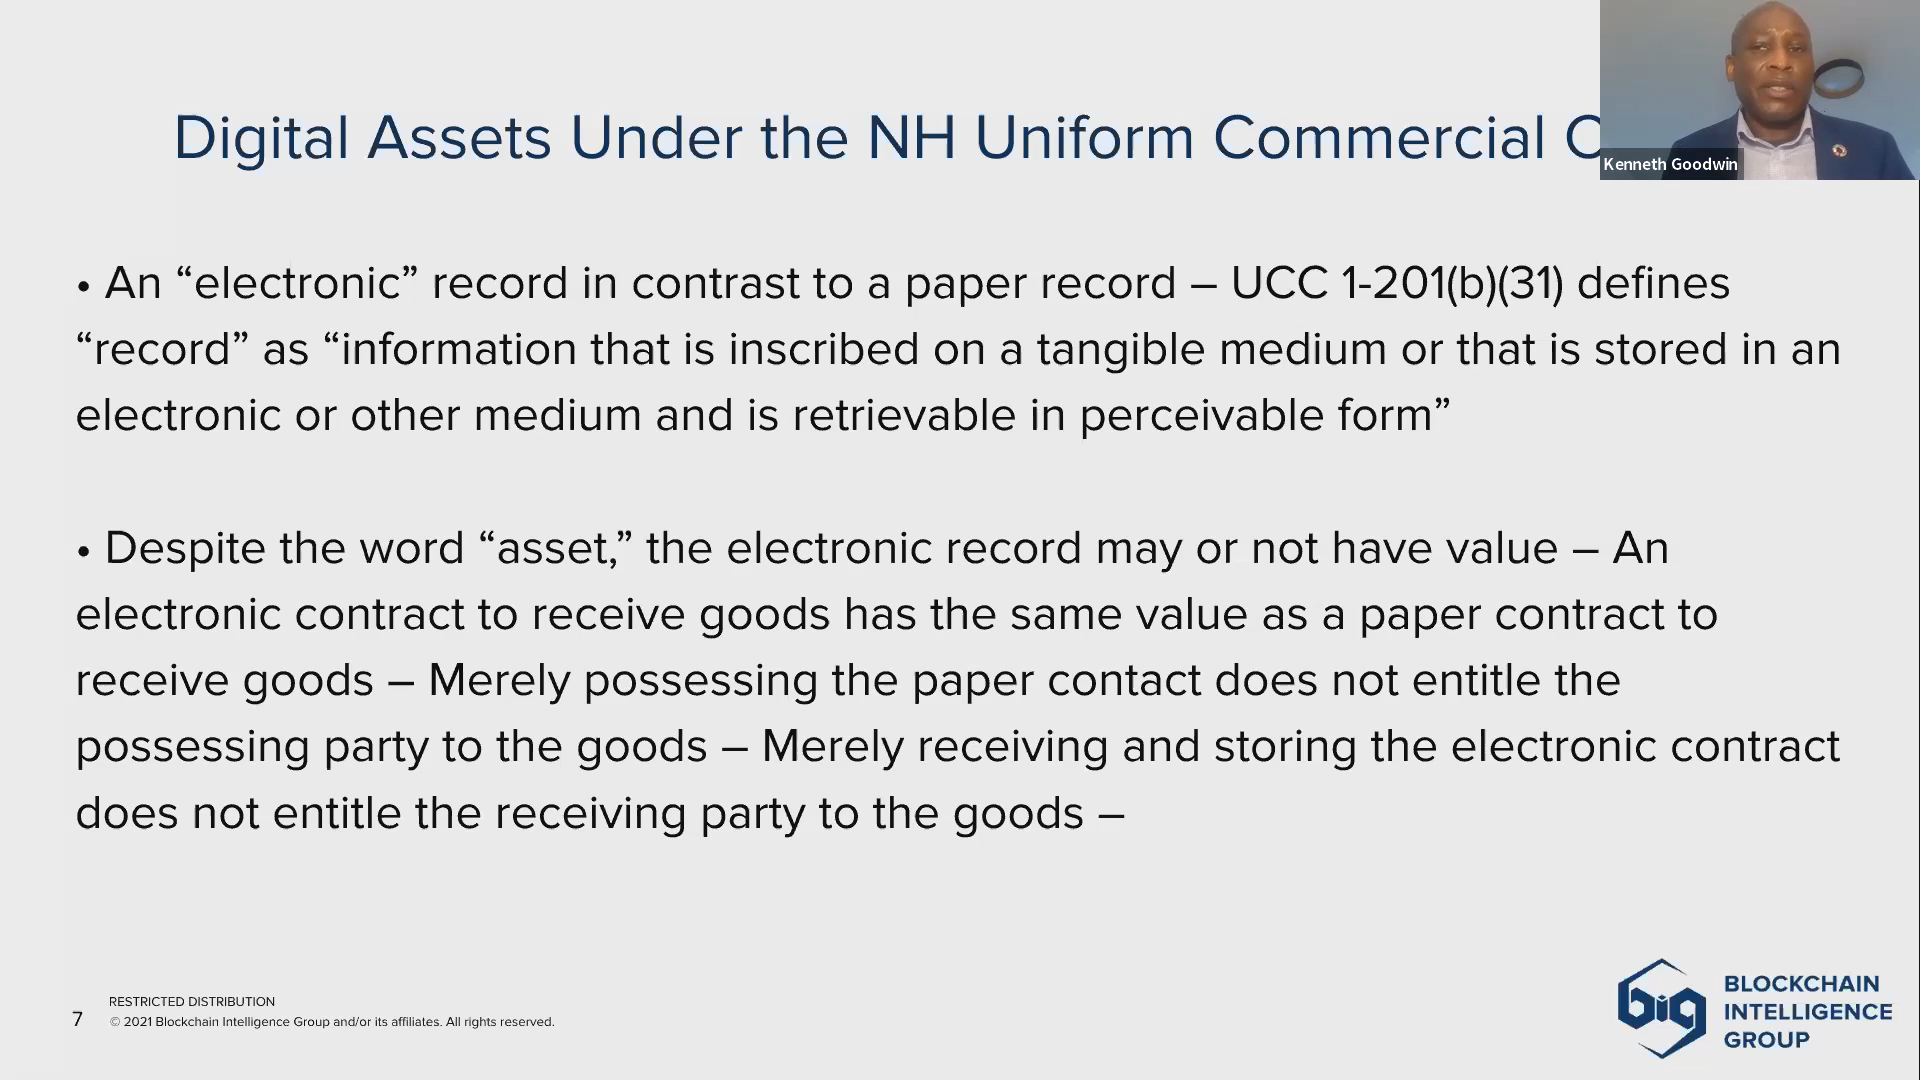 Digital Assets Under the NH Uniform Commercial
Kenneth Goodwin
• An “electronic” record in contrast to a paper record – UCC 1-201(b)(31) defines
“record” as “information that is inscribed on a tangible medium or that is stored in an
electronic or other medium and is retrievable in perceivable form”
• Despite the word “asset,” the electronic record may or not have value – An
electronic contract to receive goods has the same value as a paper contract to
receive goods – Merely possessing the paper contact does not entitle the
possessing party to the goods – Merely receiving and storing the electronic contract
does not entitle the receiving party to the goods –
7
RESTRICTED DISTRIBUTION
© 2021 Blockchain Intelligence Group and/or its affiliates. All rights reserved.
big
BLOCKCHAIN
INTELLIGENCE
GROUP